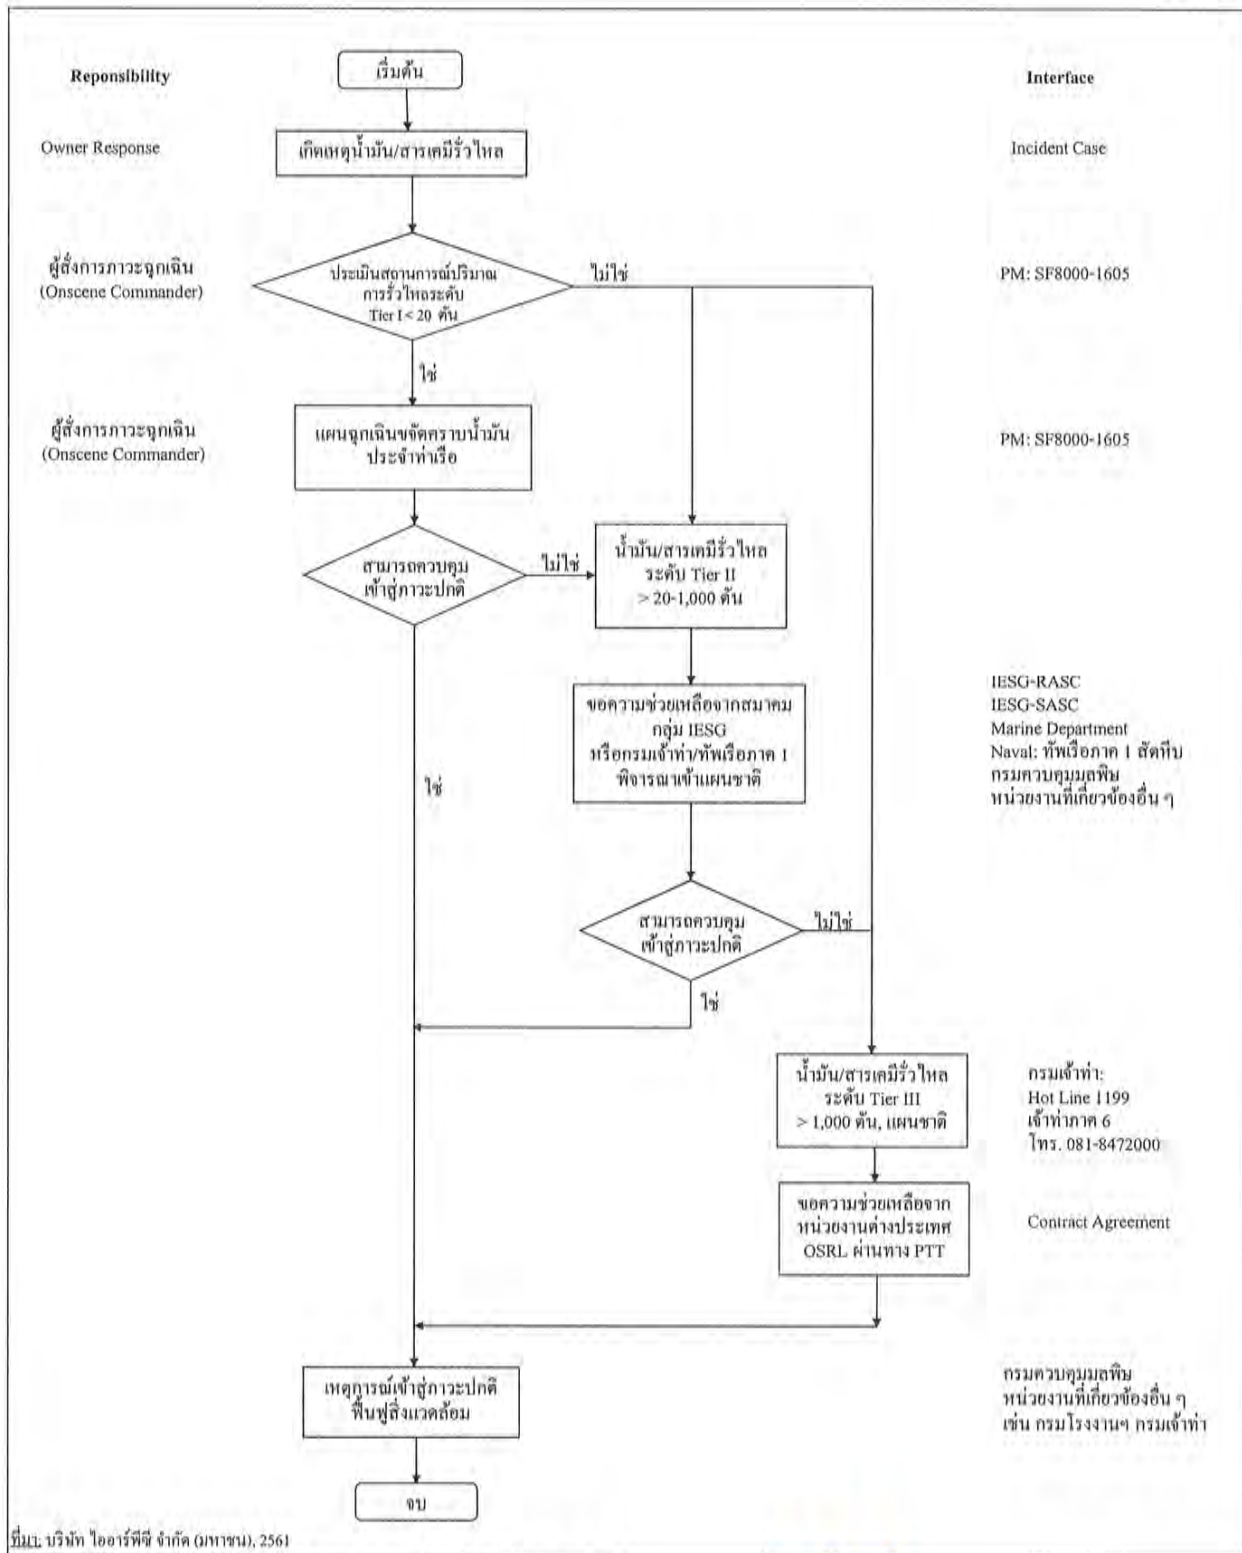 Reponsibility
เริ่มต้น
Interface
Owner Response
เกิดเหตุน้ำมัน/สารเคมีรั่วไหล
Incident Case
ผู้สั่งการภาวะฉุกเฉิน
(Onscene Commander)
ประเมินสถานการณ์ปริมาณ
การรั่วไหลระดับ
Tier I < 20 ตัน
ไม่ใช่
PM: SF8000-1605
ใช่
ผู้สั่งการภาวะฉุกเฉิน
(Onscene Commander)
แผนฉุกเฉินขจัดคราบน้ำมัน
ประจำท่าเรือ
PM: SF8000-1605
สามารถควบคุม
เข้าสู่ภาวะปกติ
ไม่ใช่
น้ำมัน/สารเคมีรั่วไหล
ระดับ Tier II
> 20-1,000 ตัน
ขอความช่วยเหลือจากสมาคม
กลุ่ม IESG
หรือกรมเจ้าท่า/ทัพเรือภาค 1
พิจารณาเข้าแผนชาติ
IESG-RASC
IESG-SASC
Marine Department
Naval: ทัพเรือภาค 1 สัตหีบ
กรมควบคุมมลพิษ
หน่วยงานที่เกี่ยวข้องอื่น ๆ
ใช่
สามารถควบคุม
เข้าสู่ภาวะปกติ
ไม่ใช่
ใช่
น้ำมัน/สารเคมีรั่วไหล
ระดับ Tier III
> 1,000 ตัน, แผนชาติ
กรมเจ้าท่า:
Hot Line 1199
เจ้าท่าภาค 6
โทร. 081-8472000
ขอความช่วยเหลือจาก
หน่วยงานต่างประเทศ
OSRL ผ่านทาง PTT
Contract Agreement
เหตุการณ์เข้าสู่ภาวะปกติ
ฟื้นฟูสิ่งแวดล้อม
กรมควบคุมมลพิษ
หน่วยงานที่เกี่ยวข้องอื่น ๆ
เช่น กรมโรงงานฯ กรมเจ้าท่า
จบ
ที่มา: บริษัท ไออาร์พีซี จำกัด (มหาชน), 2561